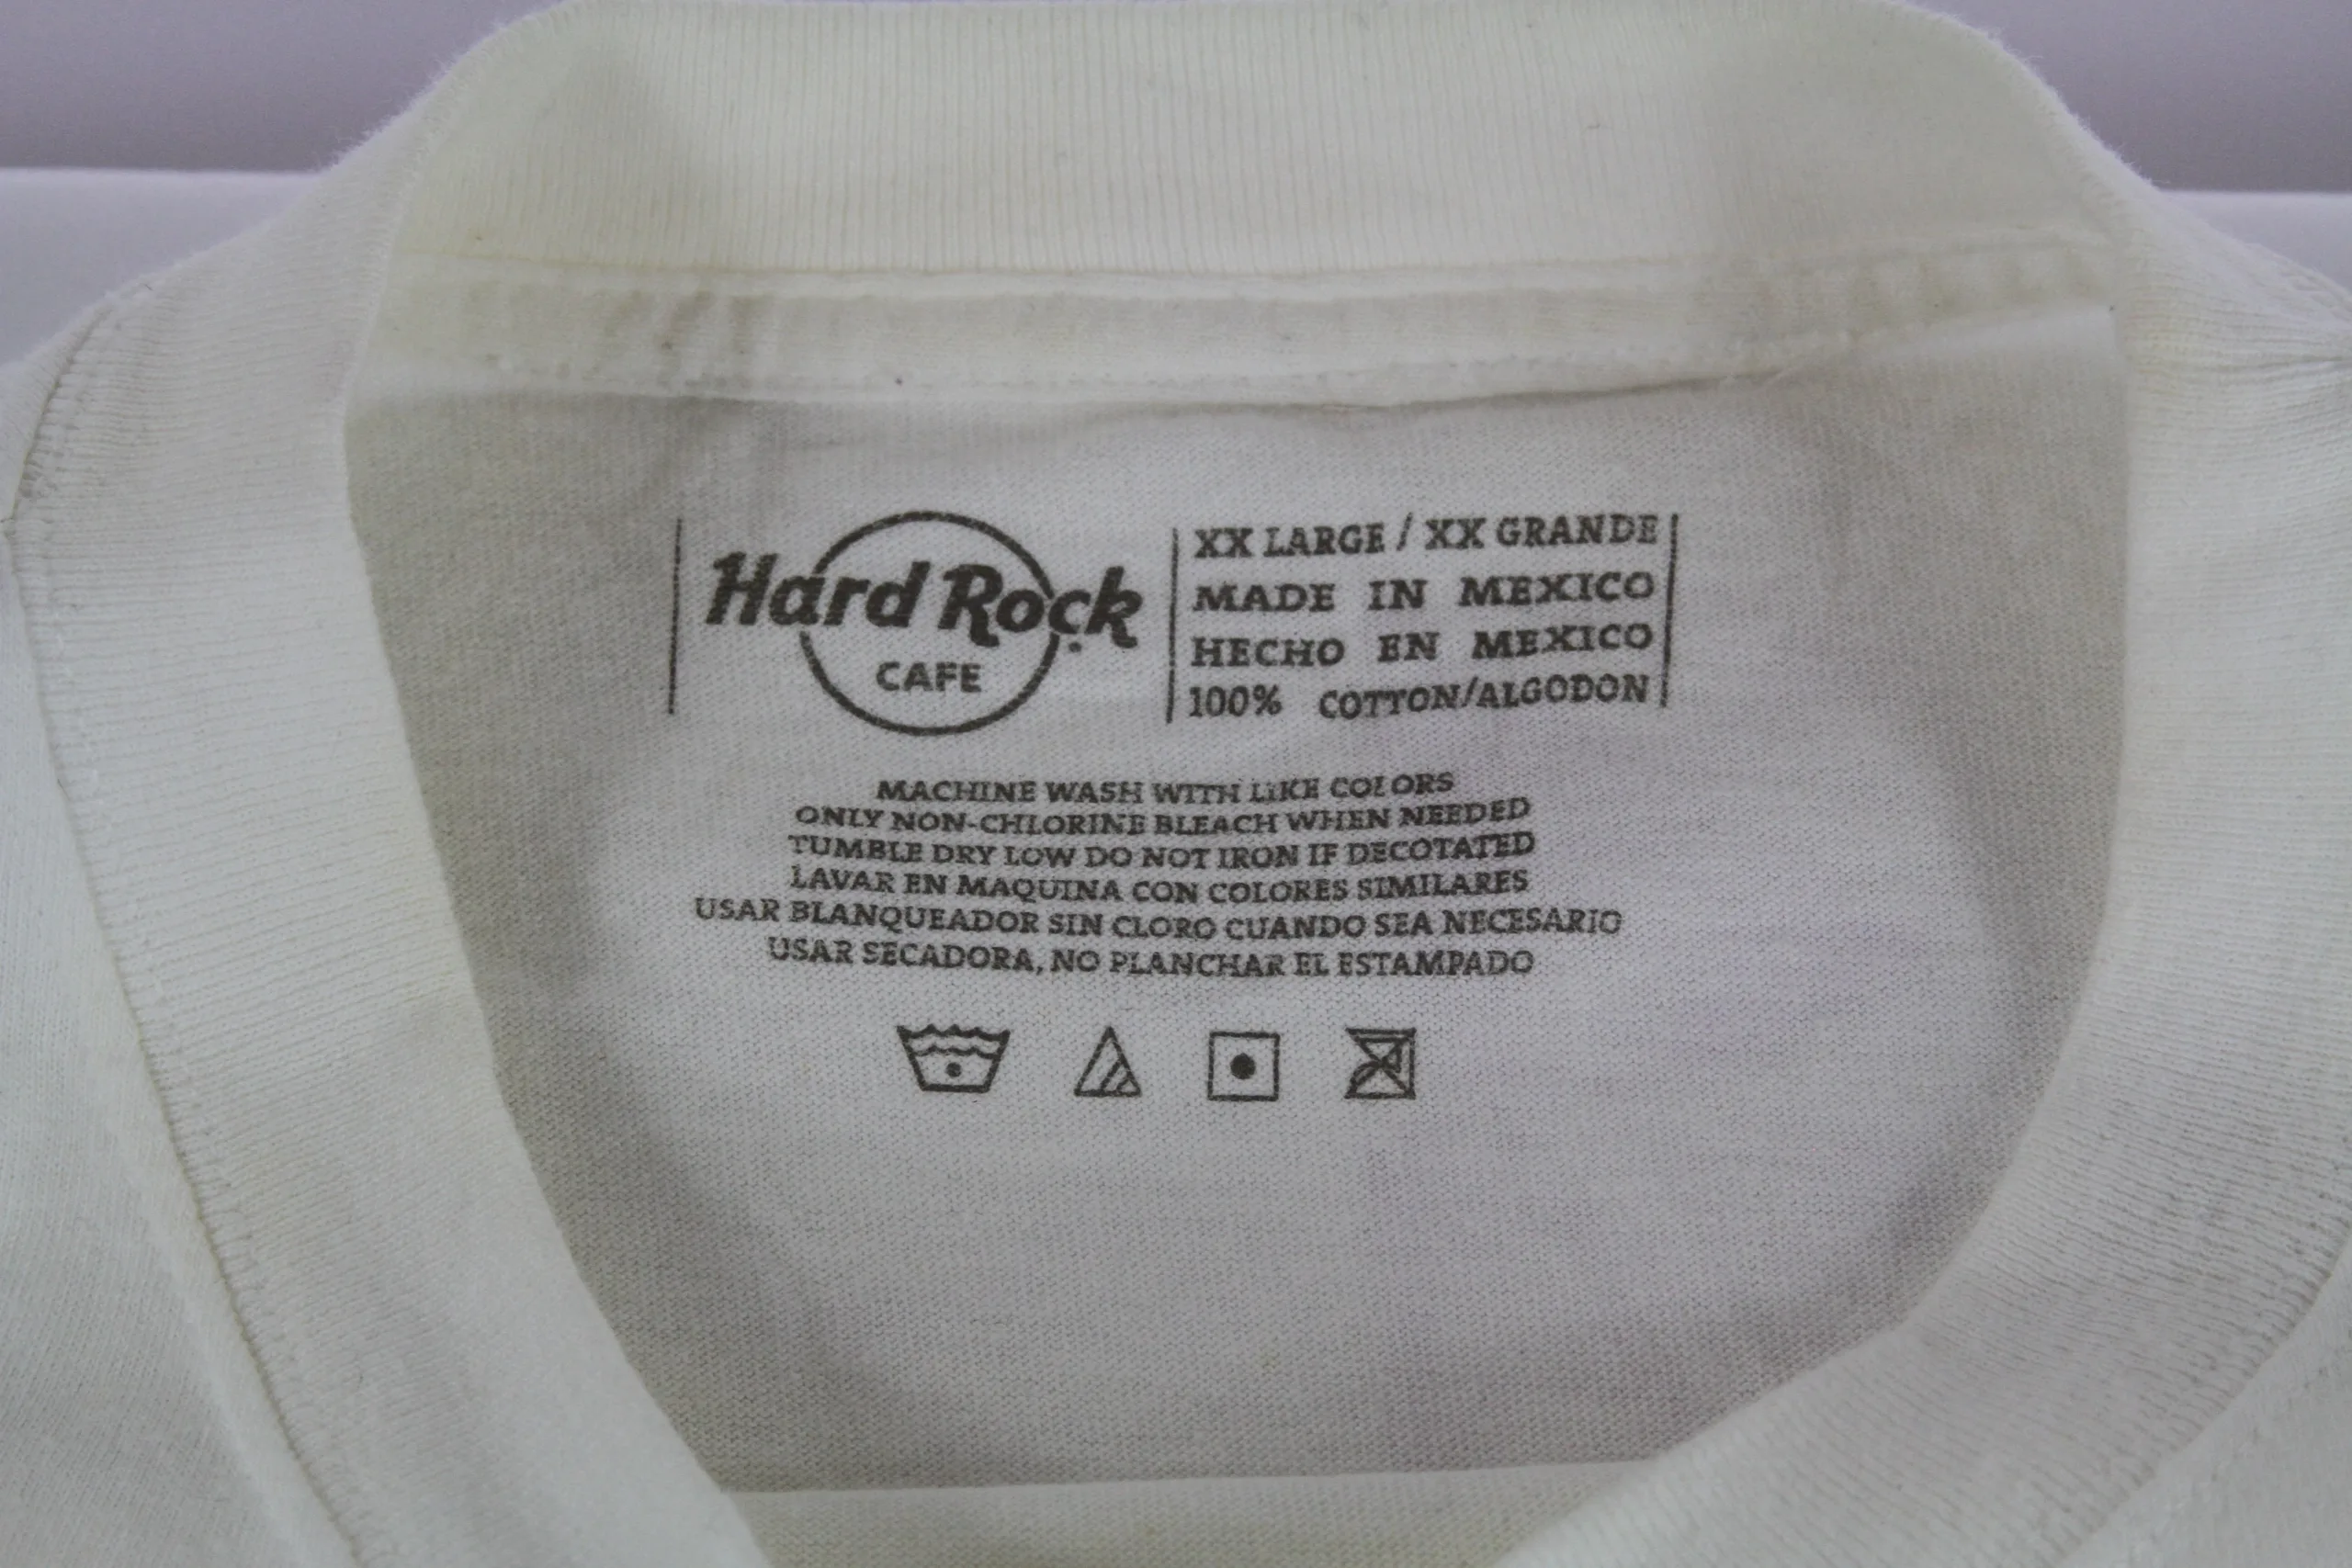 Hard Rock
CAFE
XX LARGE / XX GRANDE
MADE IN MEXICO
HECHO EN MEXICO
100% COTTON/ALGODON
MACHINE WASH WITH LIKE COLORS
ONLY NON-CHLORINE BLEACH WHEN NEEDED
TUMBLE DRY LOW DO NOT IRON IF DECOTATED
LAVAR EN MAQUINA CON COLORES SIMILARES
USAR BLANQUEADOR SIN CLORO CUANDO SEA NECESARIO
USAR SECADORA, NO PLANCHAR EL ESTAMPADO